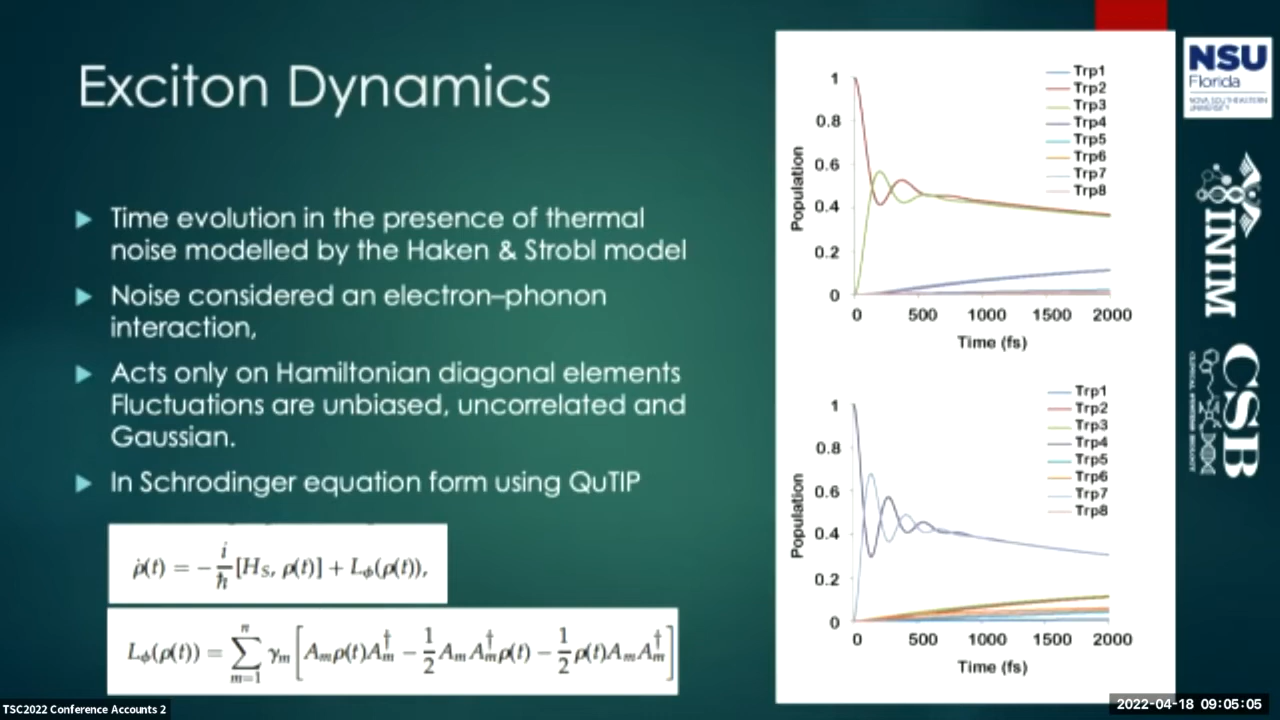 Exciton Dynamics
Time evolution in the presence of thermal
noise modelled by the Haken & Strobl model
Noise considered an electron–phonon
interaction,
Acts only on Hamiltonian diagonal elements
Fluctuations are unbiased, uncorrelated and
Gaussian.
In Schrodinger equation form using QuTIP
ρ̇(t) = −i/ħ[H_S, ρ(t)] + L_ϕ(ρ(t)),
L_ϕ(ρ(t)) = ∑_{m=1}^{n} γ_m [A_mρ(t)A_m^† − 1/2 A_m A_m^†ρ(t) − 1/2 ρ(t)A_m A_m^†]
Population
1
0.8
0.6
0.4
0.2
0
0 500 1000 1500 2000
Time (fs)
Trp1
Trp2
Trp3
Trp4
Trp5
Trp6
Trp7
Trp8
Population
1
0.8
0.6
0.4
0.2
0
0 500 1000 1500 2000
Time (fs)
Trp1
Trp2
Trp3
Trp4
Trp5
Trp6
Trp7
Trp8
NSU
Florida
NOVA SOUTHEASTERN
UNIVERSITY
INIM
CSB
TSC2022 Conference Accounts 2
2022-04-18 09:05:05